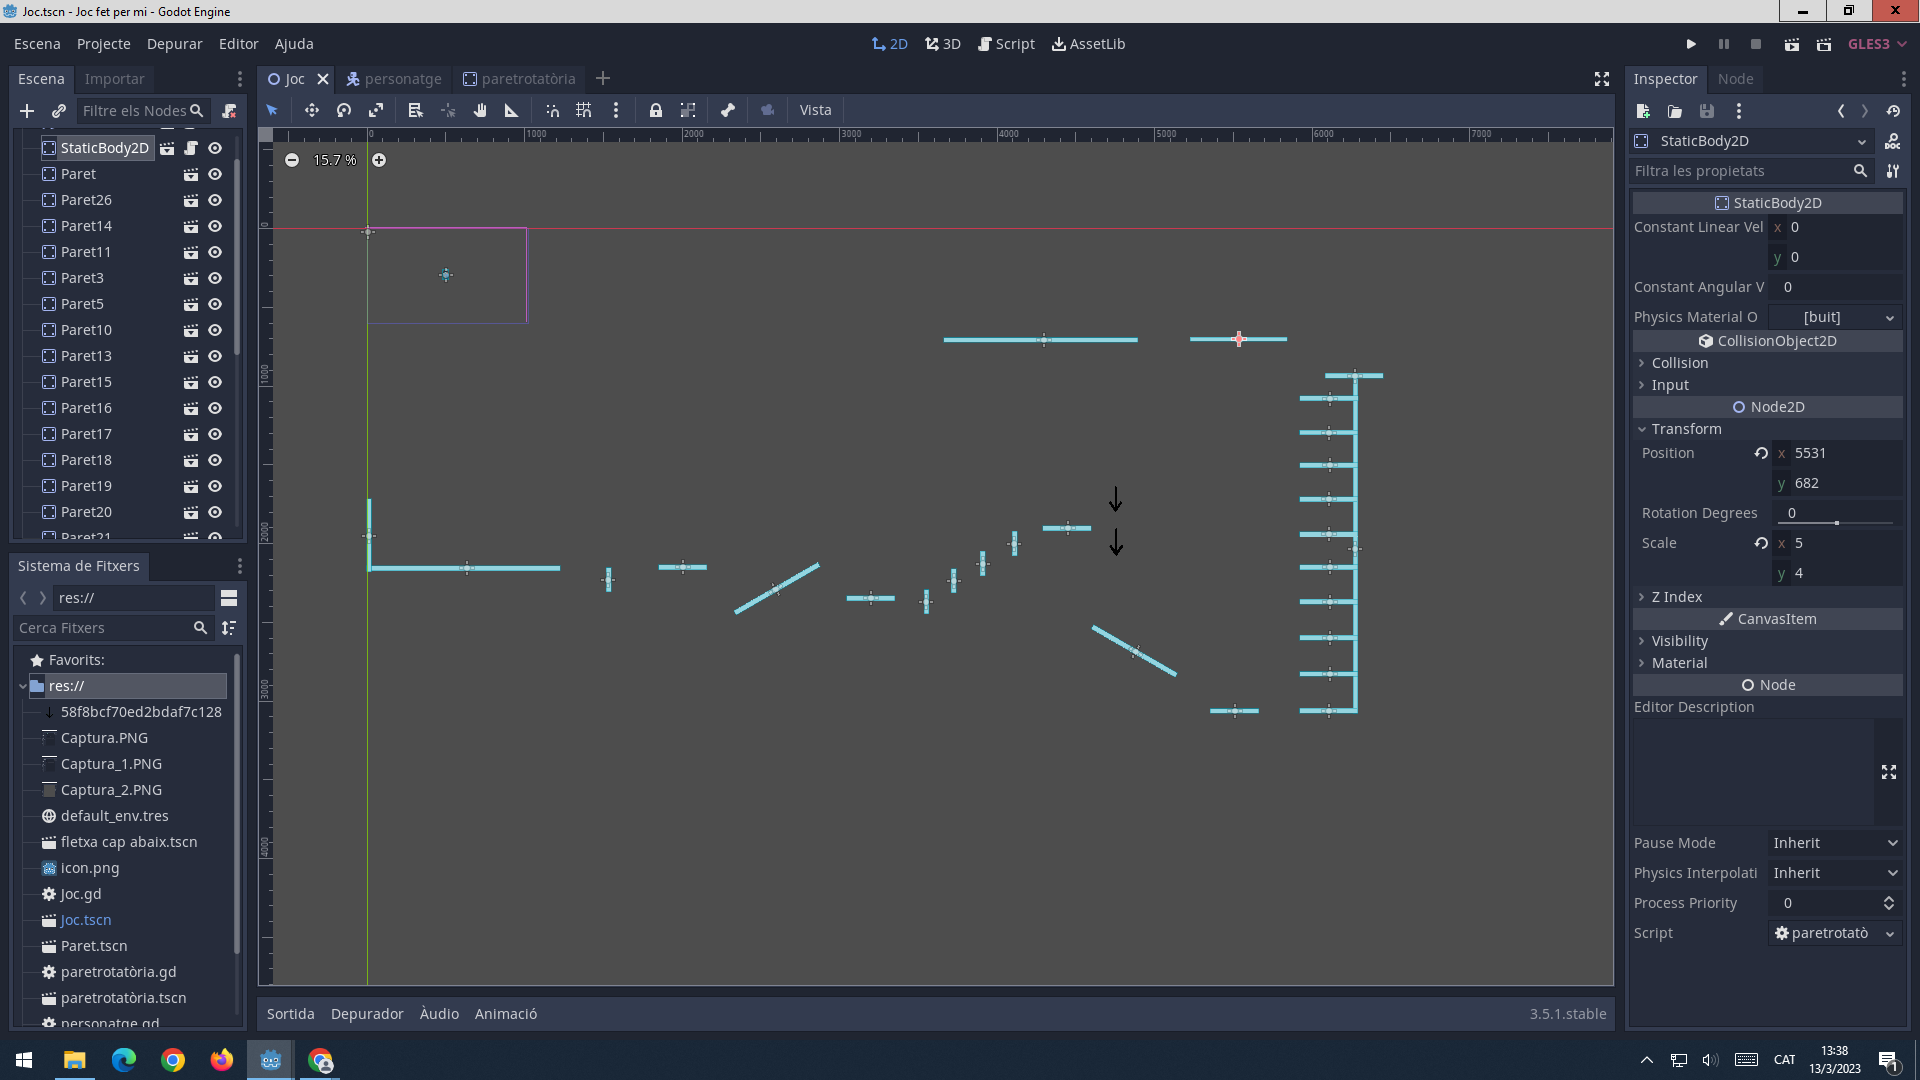 Joc.tscn - Joc fet per mi - Godot Engine
Escena Projecte Depurar Editor Ajuda
2D 3D Script AssetLib
GLES3
Escena Importar
Filtre els Nodes
StaticBody2D
Paret
Paret26
Paret14
Paret11
Paret3
Paret5
Paret10
Paret13
Paret15
Paret16
Paret17
Paret18
Paret19
Paret20
Paret21
Sistema de Fitxers
res://
Cerca Fitxers
Favorits:
res://
58f8bcf70ed2bdaf7c128
Captura.PNG
Captura_1.PNG
Captura_2.PNG
default_env.tres
fletxa cap abaix.tscn
icon.png
Joc.gd
Joc.tscn
Paret.tscn
paretrotatòria.gd
paretrotatòria.tscn
personatge.gd
Joc personatge paretrotatòria
Vista
0 1000 2000 3000 4000 5000 6000 7000
15.7 %
0
1000
2000
3000
4000
Sortida Depurador Àudio Animació 3.5.1.stable
Inspector Node
StaticBody2D
Filtra les propietats
StaticBody2D
Constant Linear Vel x 0
y 0
Constant Angular V 0
Physics Material O [buit]
CollisionObject2D
Collision
Input
Node2D
Transform
Position x 5531
y 682
Rotation Degrees 0
Scale x 5
y 4
Z Index
CanvasItem
Visibility
Material
Node
Editor Description
Pause Mode Inherit
Physics Interpolati Inherit
Process Priority 0
Script paretrotatò
CAT
13:38
13/3/2023
1